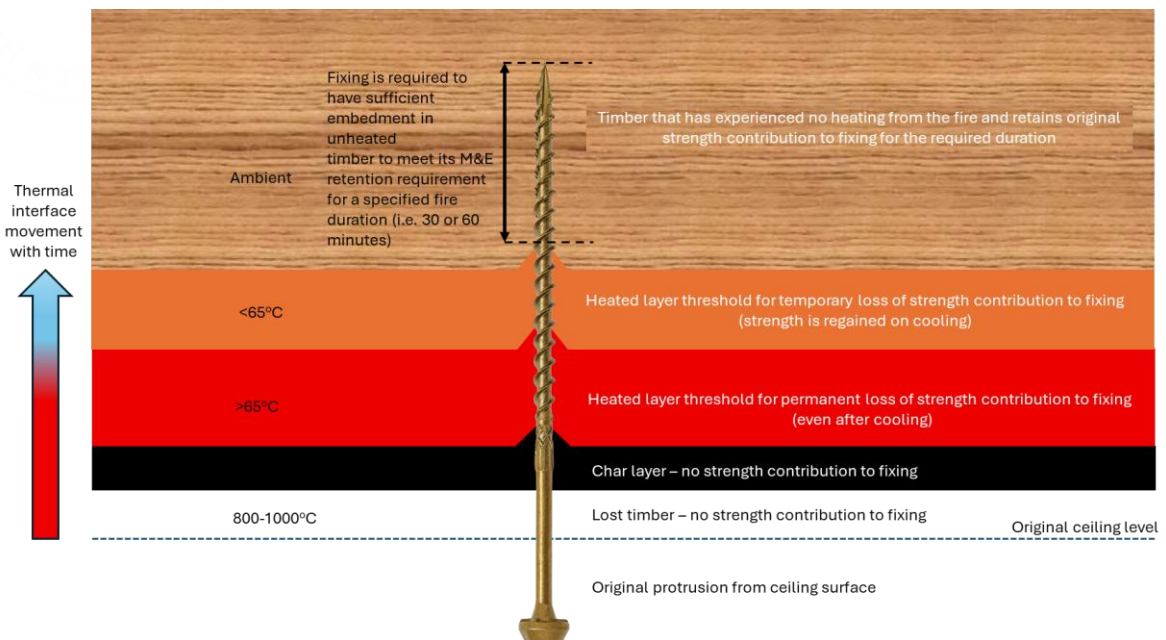 Fixing is required to
have sufficient
embedment in
unheated
timber to meet its M&E
retention requirement
for a specified fire
duration (i.e. 30 or 60
minutes)
Timber that has experienced no heating from the fire and retains original
strength contribution to fixing for the required duration
Ambient
Thermal
interface
movement
with time
<65°C
Heated layer threshold for temporary loss of strength contribution to fixing
(strength is regained on cooling)
>65°C
Heated layer threshold for permanent loss of strength contribution to fixing
(even after cooling)
Char layer – no strength contribution to fixing
800-1000°C
Lost timber – no strength contribution to fixing
Original ceiling level
Original protrusion from ceiling surface